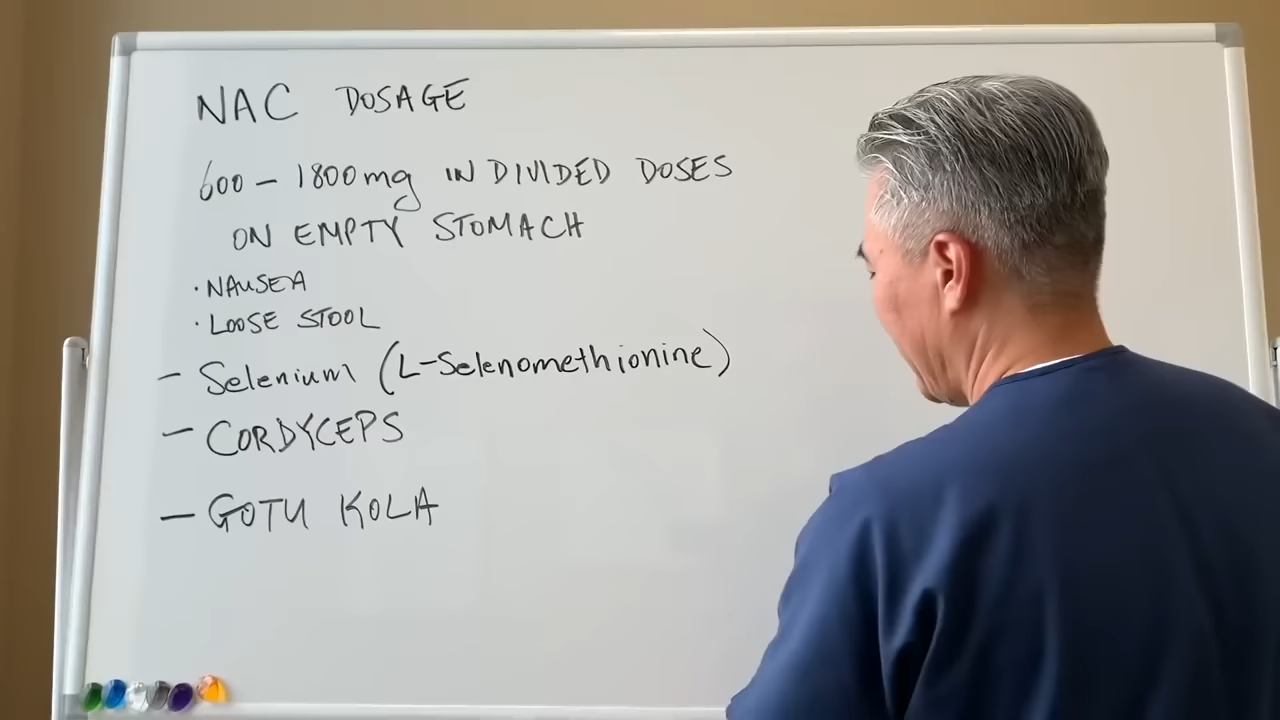 NAC DOSAGE
600 - 1800mg IN DIVIDED DOSES
ON EMPTY STOMACH
· NAUSEA
· LOOSE STOOL
- Selenium (L-Selenomethionine)
- CORDYCEPS
- GOTU KOLA